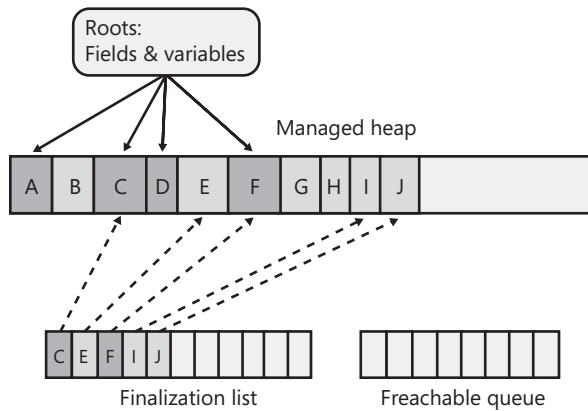 Roots:
Fields & variables
Managed heap
A B C D E F G H I J
C E F I J
Finalization list
Freachable queue